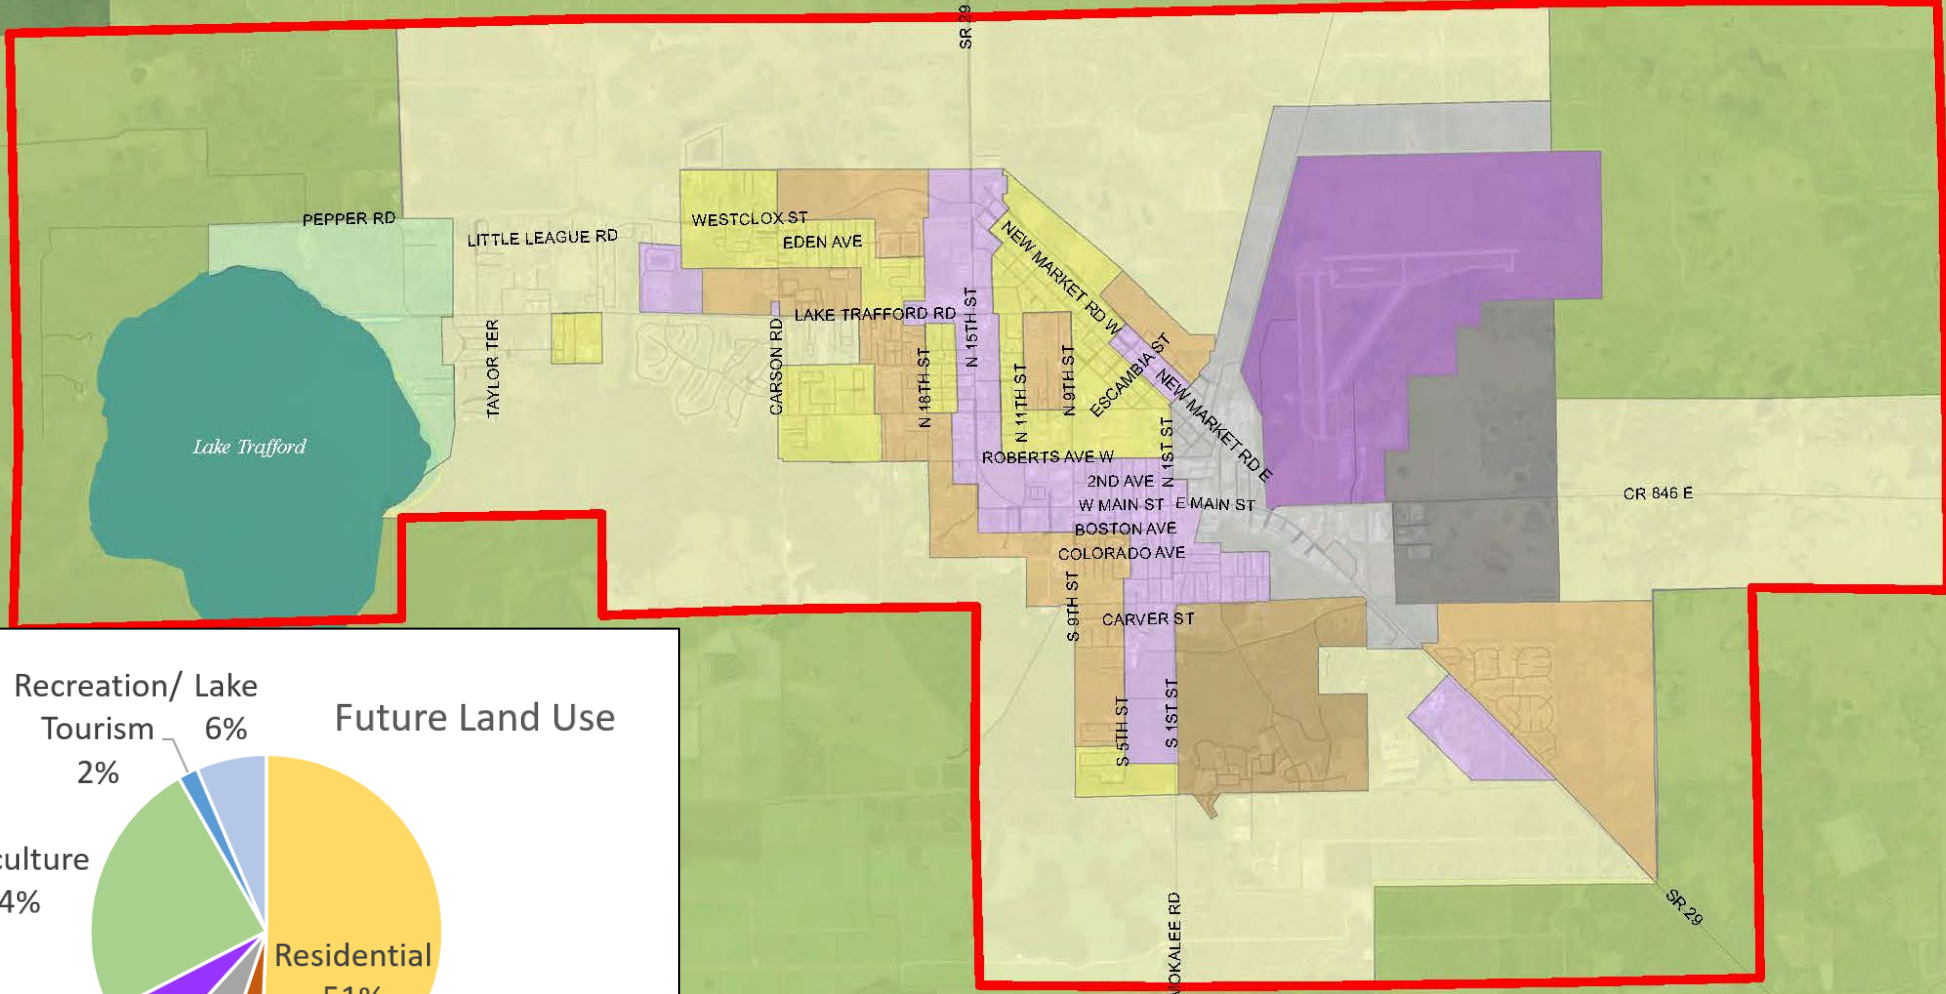 SR 29
PEPPER RD
LITTLE LEAGUE RD
WESTCLOX ST
EDEN AVE
NEW MARKET RD W
LAKE TRAFFORD RD
N 15TH ST
TAYLOR TER
CARSON RD
N 18TH ST
N 11TH ST
N 9TH ST
ESCAMBIA ST
NEW MARKET RD E
N 1ST ST
Lake Trafford
ROBERTS AVE W
2ND AVE
W MAIN ST
E MAIN ST
CR 846 E
BOSTON AVE
COLORADO AVE
S 9TH ST
CARVER ST
S 5TH ST
S 1ST ST
MOKALEE RD
SR 29
Future Land Use
Recreation/
Tourism
2%
Lake
6%
culture
4%
Residential
51%